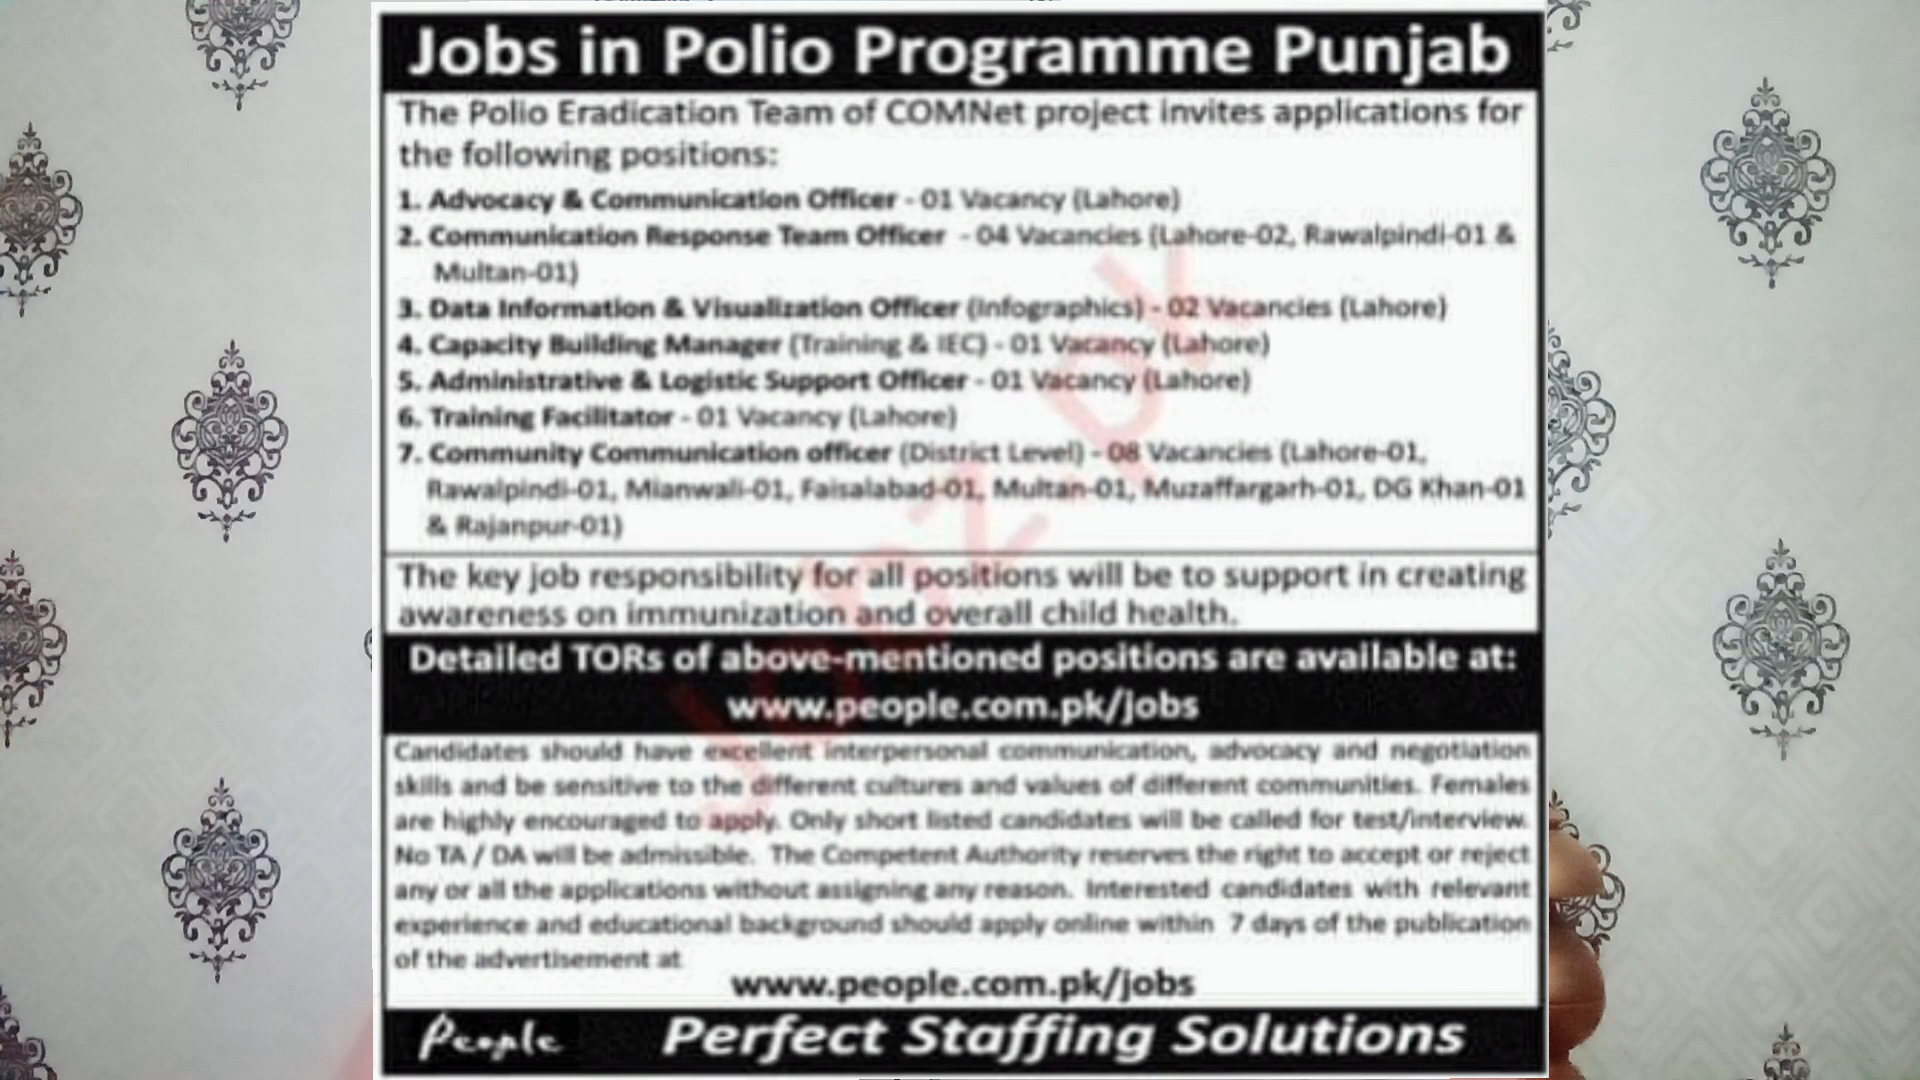 Jobs in Polio Programme Punjab
The Polio Eradication Team of COMNet project invites applications for
the following positions:
1. Advocacy & Communication Officer - 01 Vacancy (Lahore)
2. Communication Response Team Officer - 04 Vacancies (Lahore-02, Rawalpindi-01 &
Multan-01)
3. Data Information & Visualization Officer (Infographics) - 02 Vacancies (Lahore)
4. Capacity Building Manager (Training & IEC) - 01 Vacancy (Lahore)
5. Administrative & Logistic Support Officer - 01 Vacancy (Lahore)
6. Training Facilitator - 01 Vacancy (Lahore)
7. Community Communication officer (District Level) - 08 Vacancies (Lahore-01,
Rawalpindi-01, Mianwali-01, Faisalabad-01, Multan-01, Muzaffargarh-01, DG Khan-01
& Rajanpur-01)
The key job responsibility for all positions will be to support in creating
awareness on immunization and overall child health.
Detailed TORs of above-mentioned positions are available at:
www.people.com.pk/jobs
Candidates should have excellent interpersonal communication, advocacy and negotiation
skills and be sensitive to the different cultures and values of different communities. Females
are highly encouraged to apply. Only short listed candidates will be called for test/interview.
No TA / DA will be admissible. The Competent Authority reserves the right to accept or reject
any or all the applications without assigning any reason. Interested candidates with relevant
experience and educational background should apply online within 7 days of the publication
of the advertisement at
www.people.com.pk/jobs
People Perfect Staffing Solutions